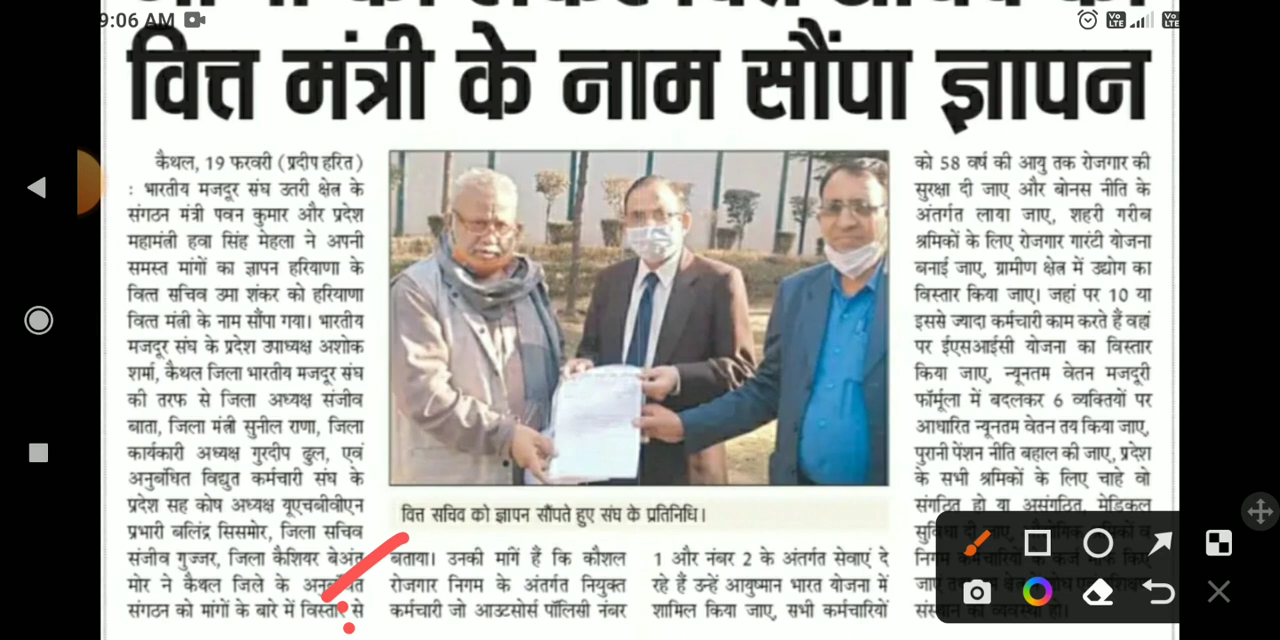 9:06 AM
वित्त मंत्री के नाम सौंपा ज्ञापन
कैथल, 19 फरवरी (प्रदीप हरित)
: भारतीय मजदूर संघ उतरी क्षेत्र के
संगठन मंत्री पवन कुमार और प्रदेश
महामंत्री हवा सिंह मेहला ने अपनी
समस्त मांगों का ज्ञापन हरियाणा के
वित्त सचिव उमा शंकर को हरियाणा
वित्त मंत्री के नाम सौंपा गया। भारतीय
मजदूर संघ के प्रदेश उपाध्यक्ष अशोक
शर्मा, कैथल जिला भारतीय मजदूर संघ
की तरफ से जिला अध्यक्ष संजीव
बाता, जिला मंत्री सुनील राणा, जिला
कार्यकारी अध्यक्ष गुरदीप ढुल, एवं
अनुबंधित विद्युत कर्मचारी संघ के
प्रदेश सह कोष अध्यक्ष यूएचबीवीएन
प्रभारी बलिंद्र सिसमोर, जिला सचिव
संजीव गुज्जर, जिला कैशियर बेअंत
मोर ने कैथल जिले के अनुबंधित
संगठन को मांगों के बारे में विस्तार से
वित्त सचिव को ज्ञापन सौंपते हुए संघ के प्रतिनिधि।
बताया। उनकी मांगें हैं कि कौशल
रोजगार निगम के अंतर्गत नियुक्त
कर्मचारी जो आउटसोर्स पॉलिसी नंबर
1 और नंबर 2 के अंतर्गत सेवाएं दे
रहे हैं उन्हें आयुष्मान भारत योजना में
शामिल किया जाए, सभी कर्मचारियों
को 58 वर्ष की आयु तक रोजगार की
सुरक्षा दी जाए और बोनस नीति के
अंतर्गत लाया जाए, शहरी गरीब
श्रमिकों के लिए रोजगार गारंटी योजना
बनाई जाए, ग्रामीण क्षेत्र में उद्योग का
विस्तार किया जाए। जहां पर 10 या
इससे ज्यादा कर्मचारी काम करते हैं वहां
पर ईएसआईसी योजना का विस्तार
किया जाए, न्यूनतम वेतन मजदूरी
फॉर्मूला में बदलकर 6 व्यक्तियों पर
आधारित न्यूनतम वेतन तय किया जाए,
पुरानी पेंशन नीति बहाल की जाए, प्रदेश
के सभी श्रमिकों के लिए चाहे वो
संगठित हो या असंगठित, मेडिकल